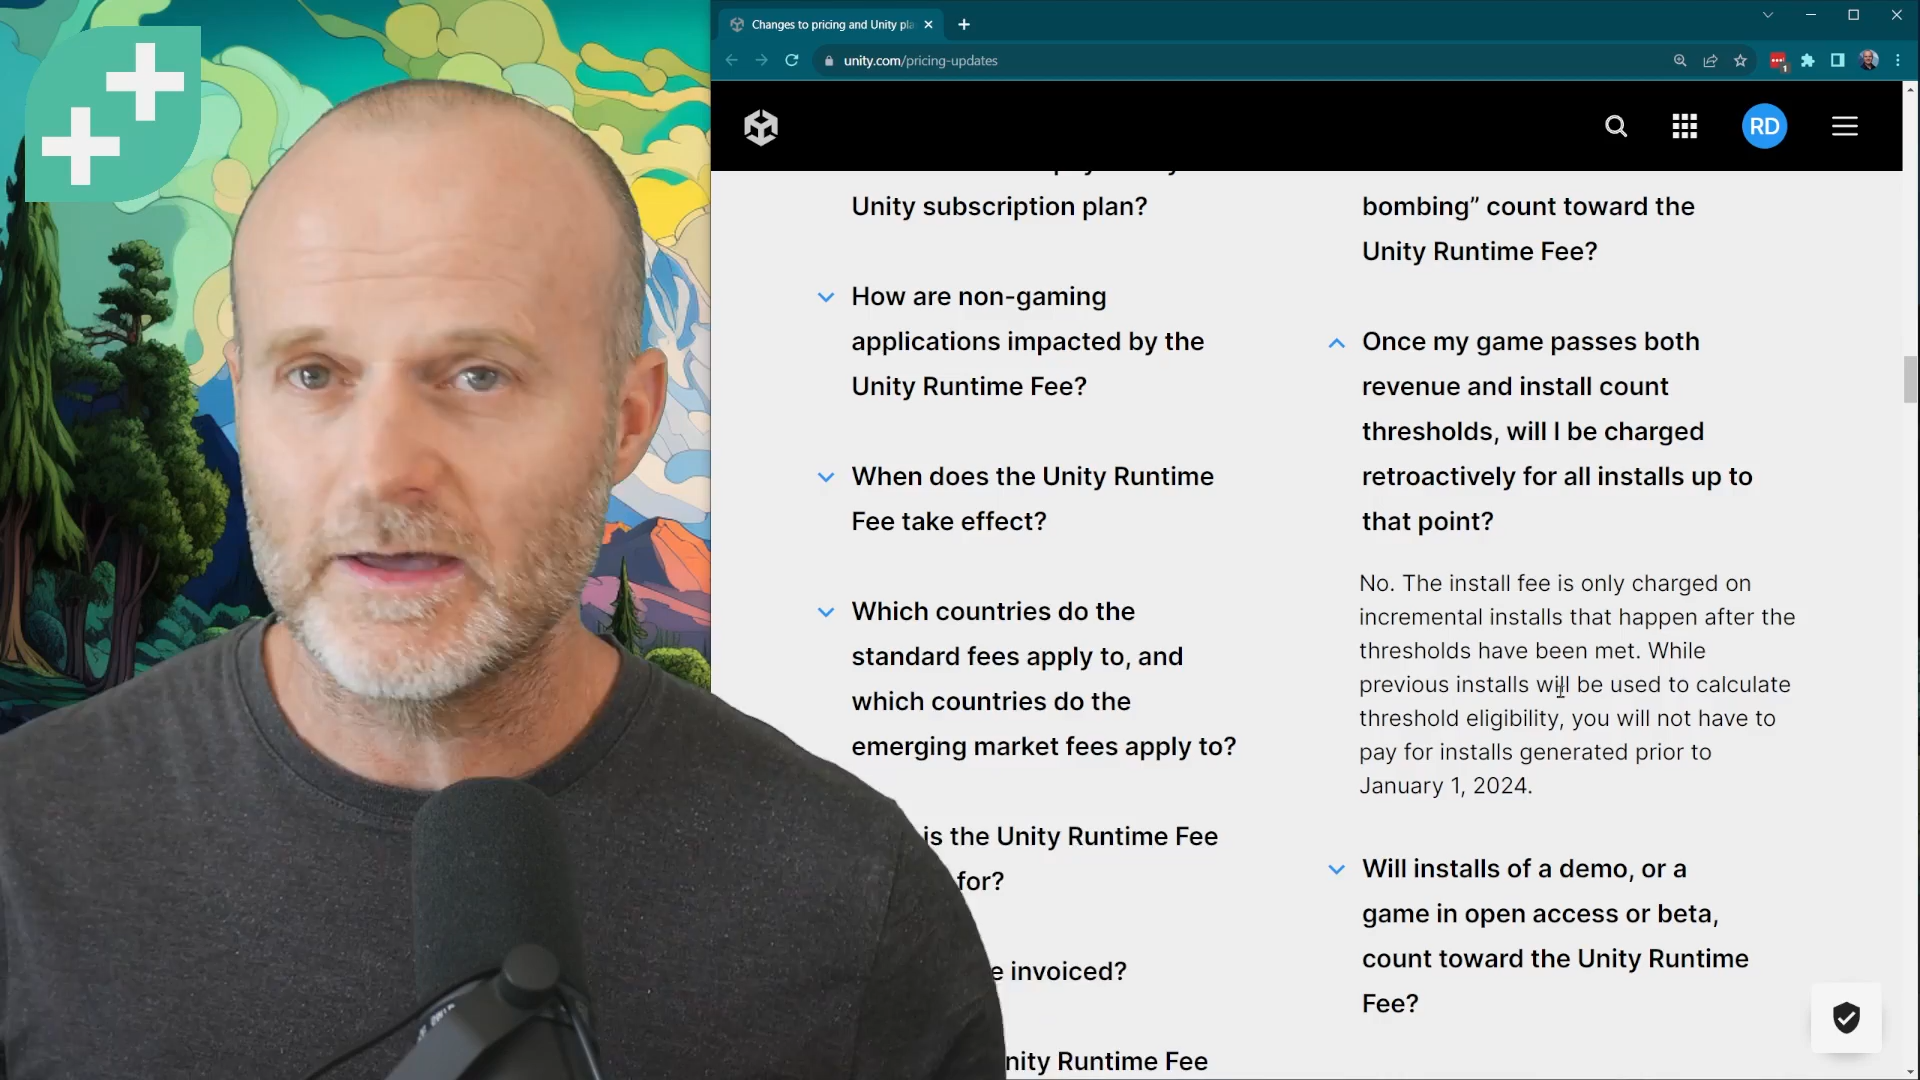 Changes to pricing and Unity pla
unity.com/pricing-updates
1
RD
Unity subscription plan?
How are non-gaming
applications impacted by the
Unity Runtime Fee?
When does the Unity Runtime
Fee take effect?
Which countries do the
standard fees apply to, and
which countries do the
emerging market fees apply to?
is the Unity Runtime Fee
for?
e invoiced?
nity Runtime Fee
bombing” count toward the
Unity Runtime Fee?
Once my game passes both
revenue and install count
thresholds, will I be charged
retroactively for all installs up to
that point?
No. The install fee is only charged on
incremental installs that happen after the
thresholds have been met. While
previous installs will be used to calculate
threshold eligibility, you will not have to
pay for installs generated prior to
January 1, 2024.
Will installs of a demo, or a
game in open access or beta,
count toward the Unity Runtime
Fee?